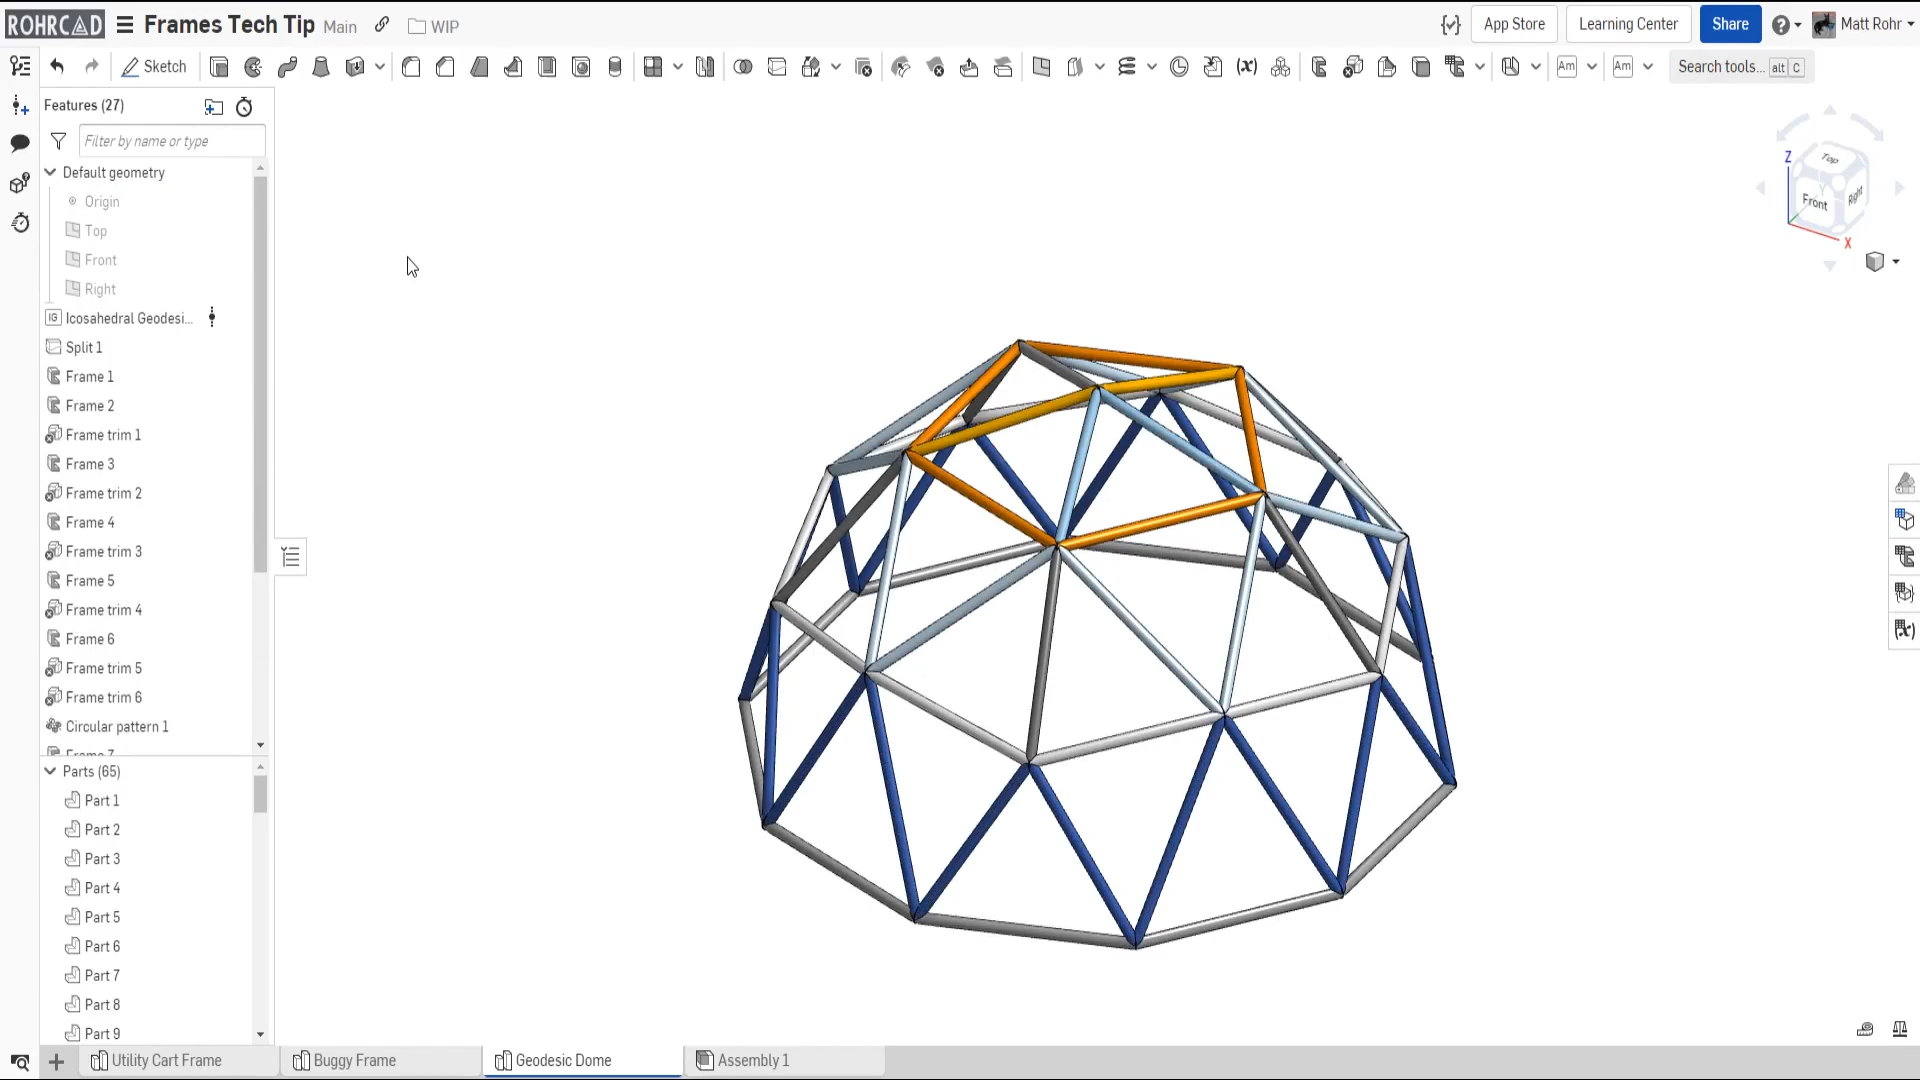 ROHRCAD Frames Tech Tip Main WIP App Store Learning Center Share Matt Rohr
Sketch Am Am Search tools... alt C
Features (27)
Filter by name or type
Default geometry
Origin
Top
Front
Right
Icosahedral Geodesi...
Split 1
Frame 1
Frame 2
Frame trim 1
Frame 3
Frame trim 2
Frame 4
Frame trim 3
Frame 5
Frame trim 4
Frame 6
Frame trim 5
Frame trim 6
Circular pattern 1
Frame 7
Parts (65)
Part 1
Part 2
Part 3
Part 4
Part 5
Part 6
Part 7
Part 8
Part 9
Z
Top
Front
Right
Y
X
Utility Cart Frame Buggy Frame Geodesic Dome Assembly 1